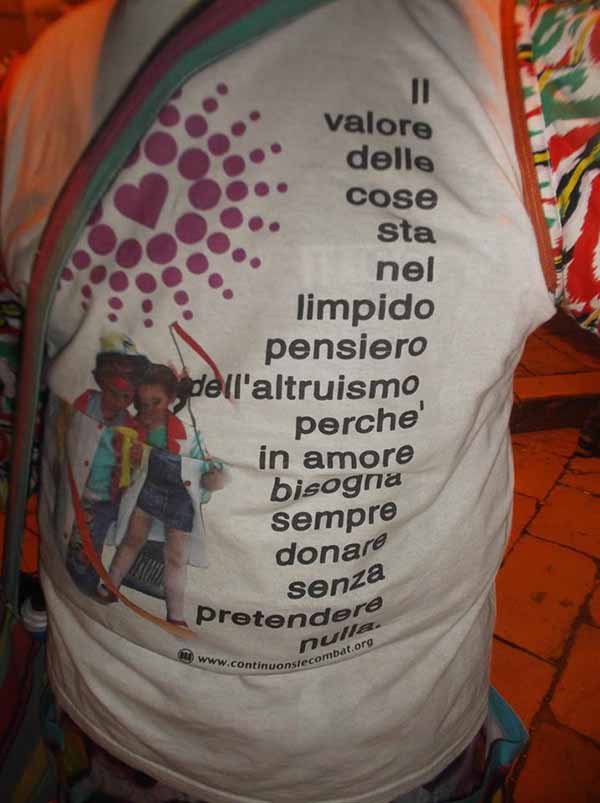 Il
valore
delle
cose
sta
nel
limpido
pensiero
dell'altruismo
perche'
in amore
bisogna
sempre
donare
senza
pretendere
nulla.
www.continuonslecombat.org